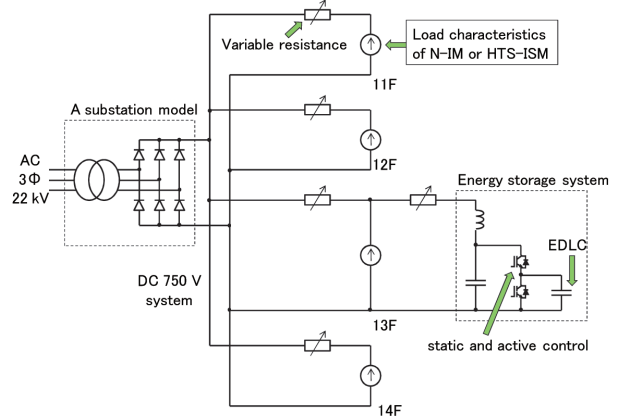 Variable resistance
Load characteristics
of N-IM or HTS-ISM
11F
A substation model
AC
3Φ
22 kV
12F
Energy storage system
EDLC
DC 750 V
system
13F
static and active control
14F